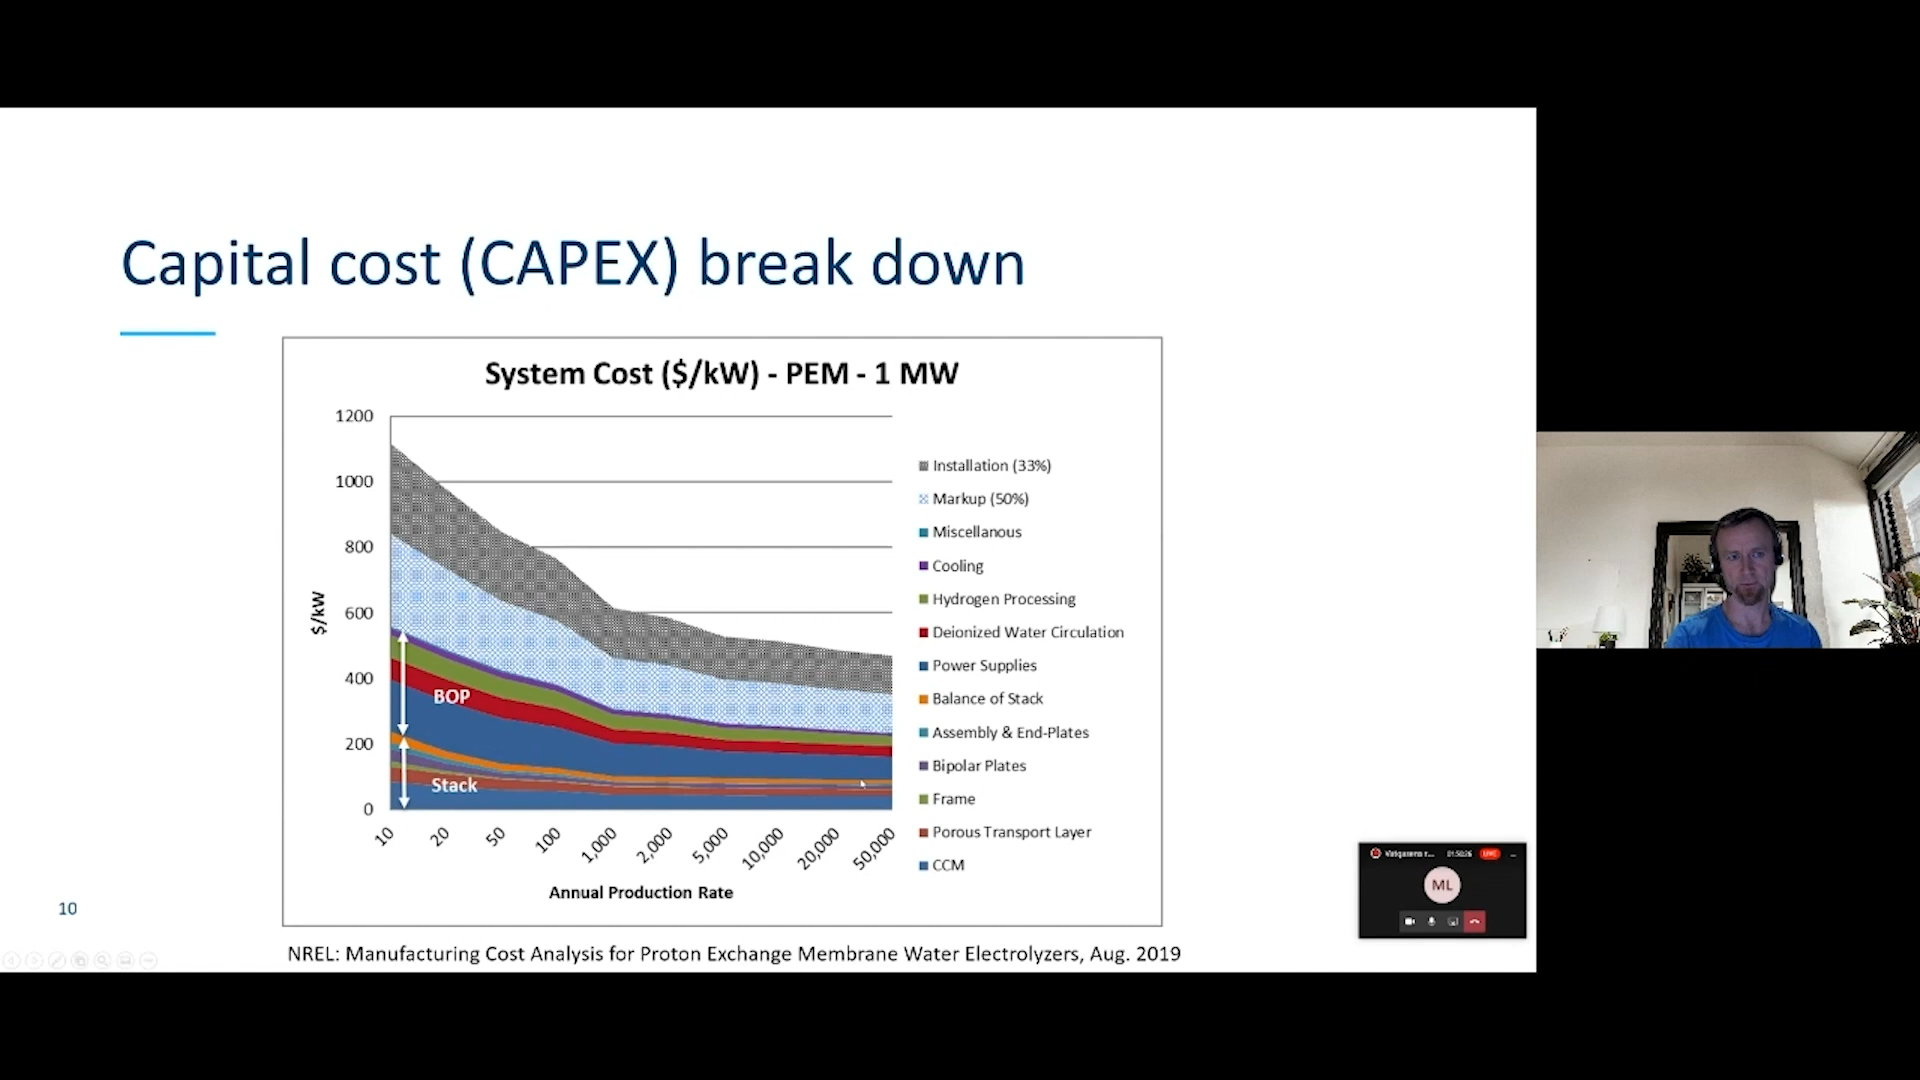 Capital cost (CAPEX) break down
System Cost ($/kW) - PEM - 1 MW
1200
1000
800
600
400
200
0
$/kW
BOP
Stack
10
20
50
100
1,000
2,000
5,000
10,000
20,000
50,000
Annual Production Rate
Installation (33%)
Markup (50%)
Miscellanous
Cooling
Hydrogen Processing
Deionized Water Circulation
Power Supplies
Balance of Stack
Assembly & End-Plates
Bipolar Plates
Frame
Porous Transport Layer
CCM
LIVE
ML
10
NREL: Manufacturing Cost Analysis for Proton Exchange Membrane Water Electrolyzers, Aug. 2019